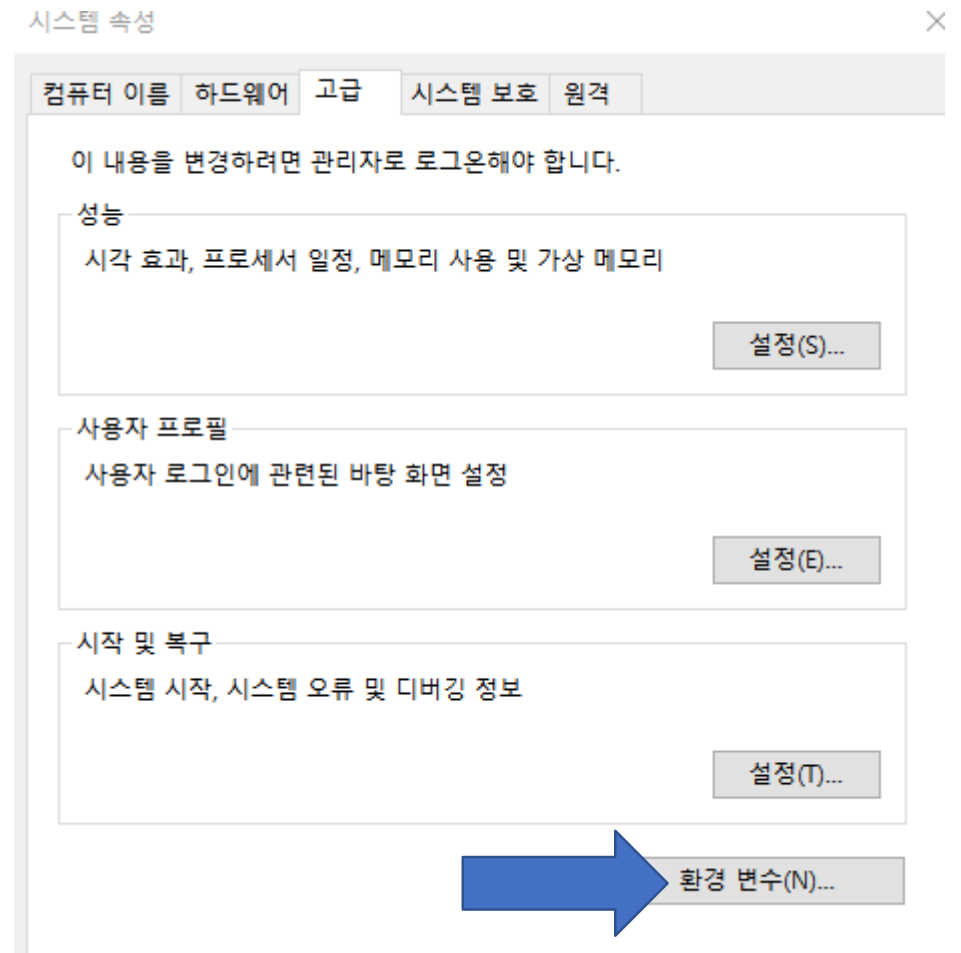 시스템 속성
컴퓨터 이름 하드웨어 고급 시스템 보호 원격
이 내용을 변경하려면 관리자로 로그온해야 합니다.
성능
시각 효과, 프로세서 일정, 메모리 사용 및 가상 메모리
설정(S)...
사용자 프로필
사용자 로그인에 관련된 바탕 화면 설정
설정(E)...
시작 및 복구
시스템 시작, 시스템 오류 및 디버깅 정보
설정(T)...
환경 변수(N)...